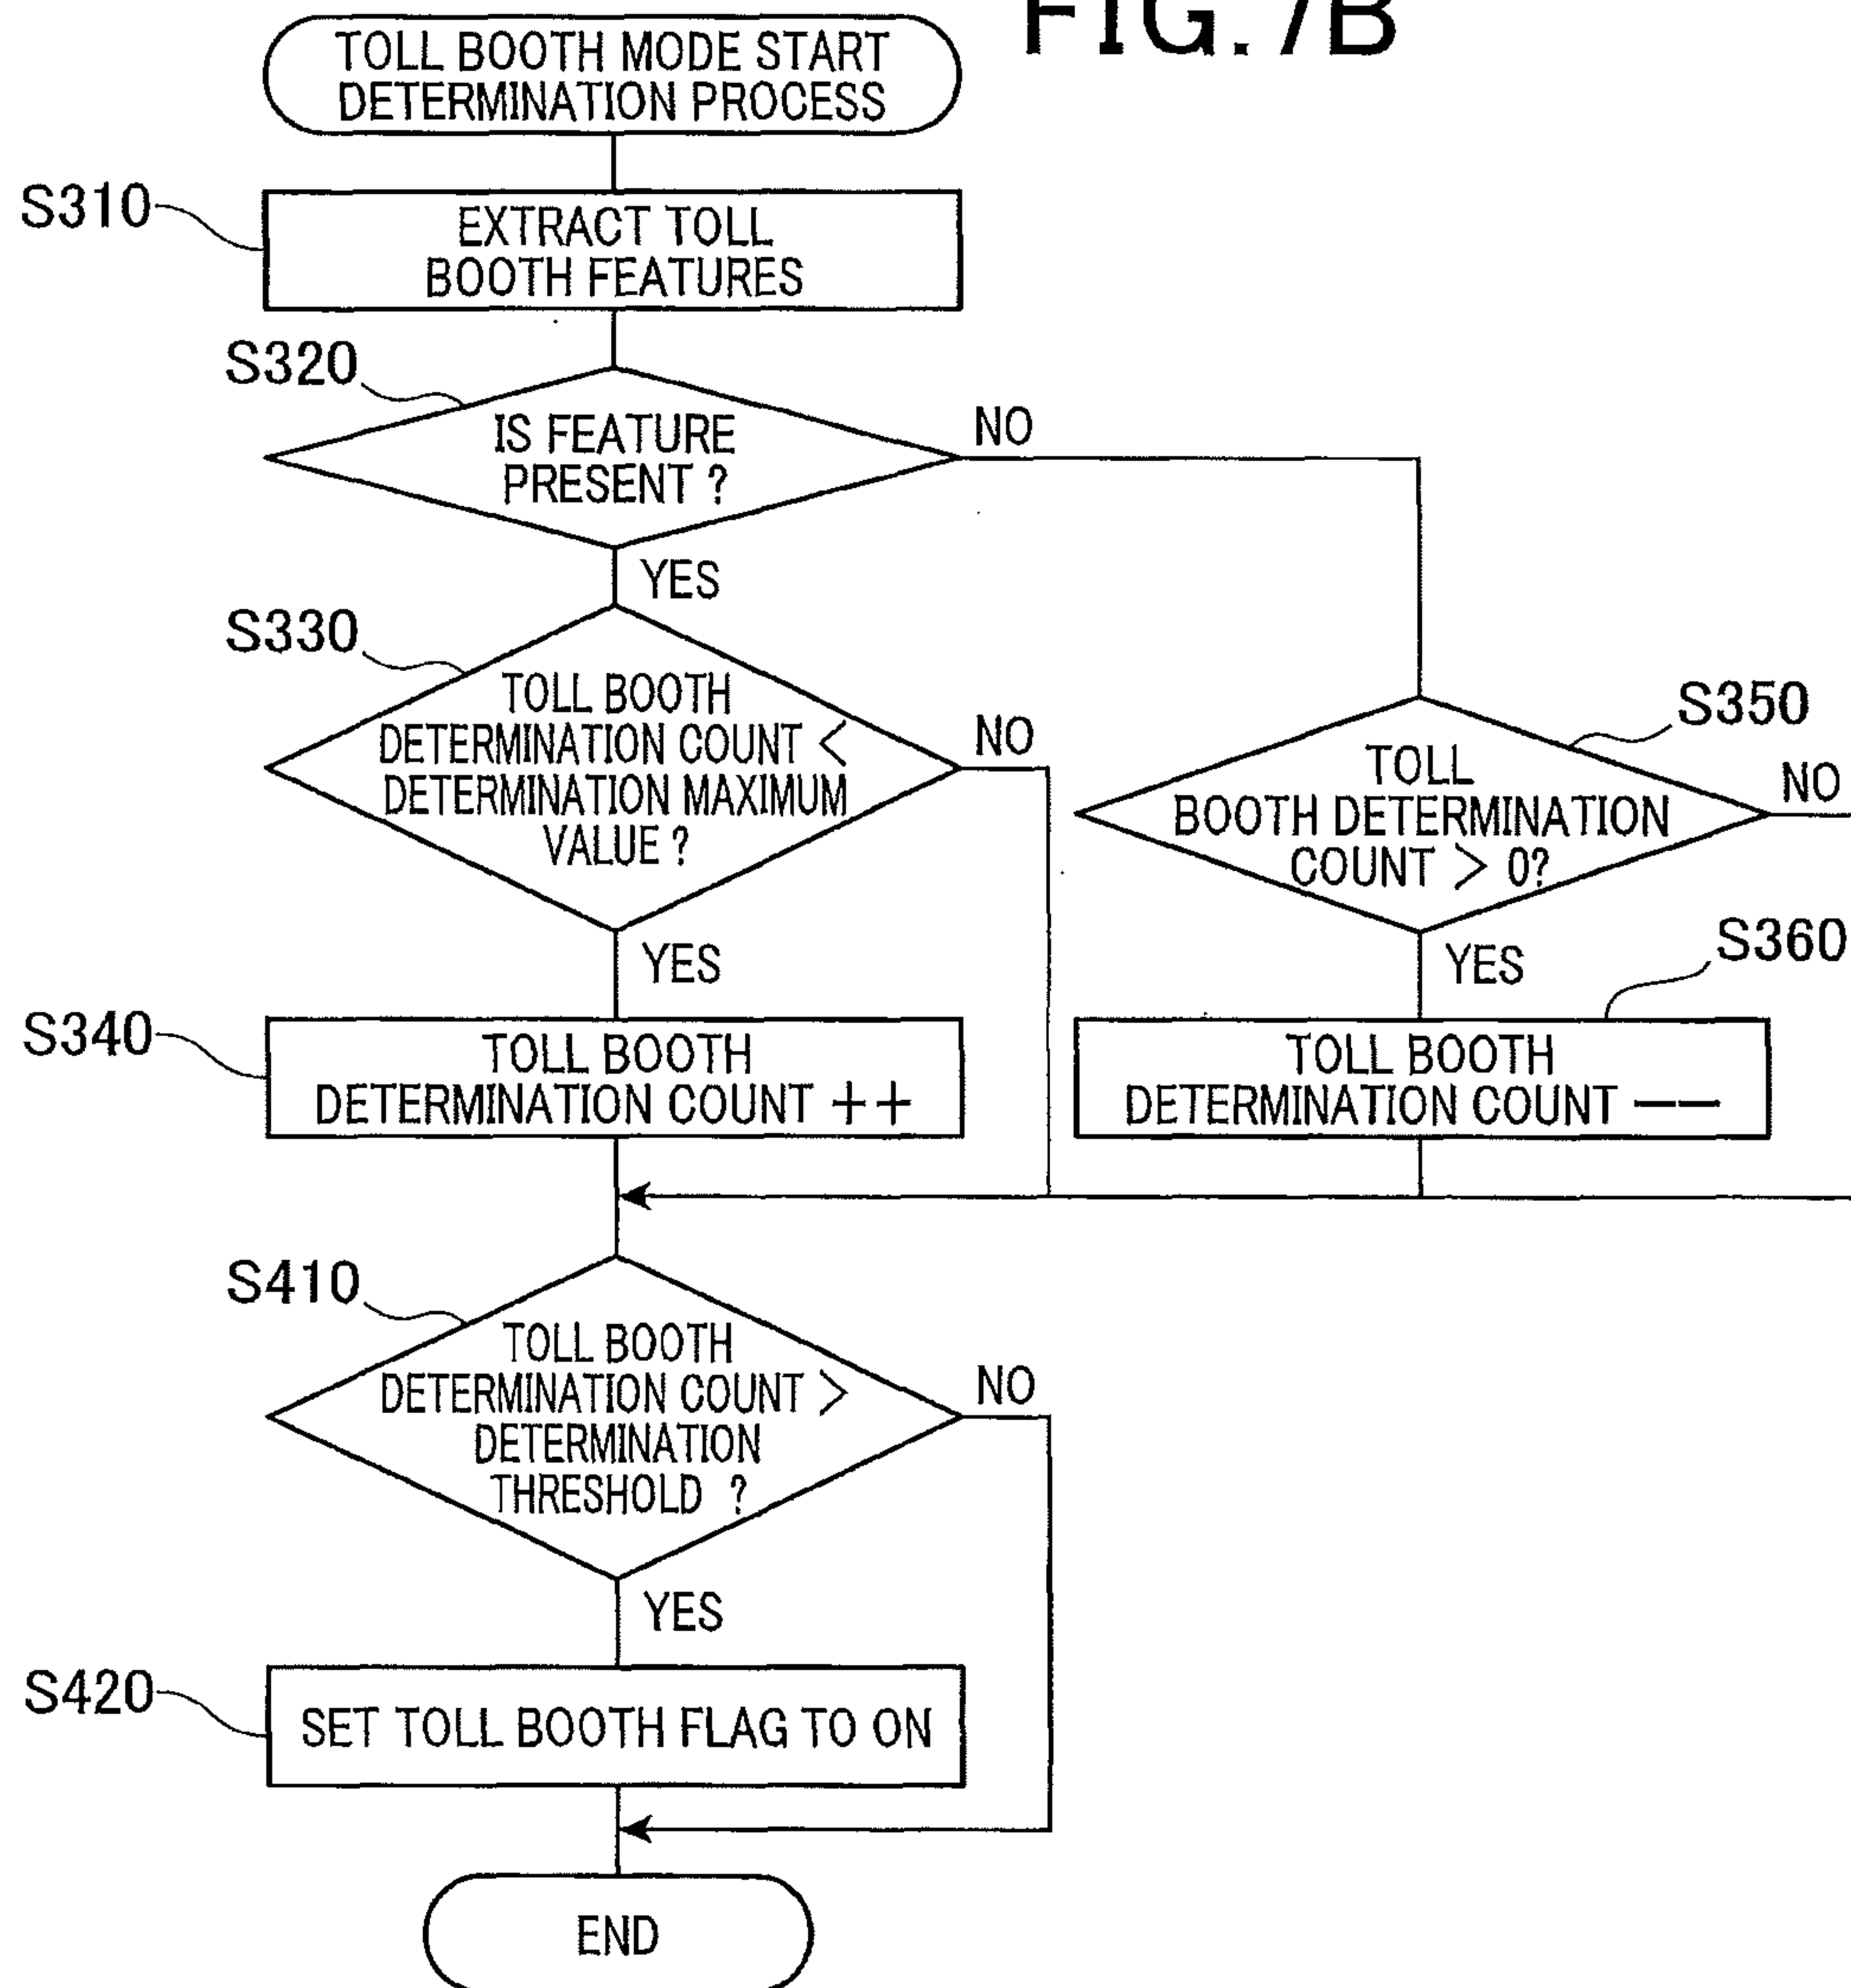 FIG. 7B
TOLL BOOTH MODE START
DETERMINATION PROCESS
S310
EXTRACT TOLL
BOOTH FEATURES
S320
IS FEATURE
PRESENT ?
NO
YES
S330
TOLL BOOTH
DETERMINATION COUNT <
DETERMINATION MAXIMUM
VALUE ?
NO
YES
S350
TOLL
BOOTH DETERMINATION
COUNT > 0?
NO
YES
S340
TOLL BOOTH
DETERMINATION COUNT ++
S360
TOLL BOOTH
DETERMINATION COUNT −−
S410
TOLL BOOTH
DETERMINATION COUNT >
DETERMINATION
THRESHOLD ?
NO
YES
S420
SET TOLL BOOTH FLAG TO ON
END